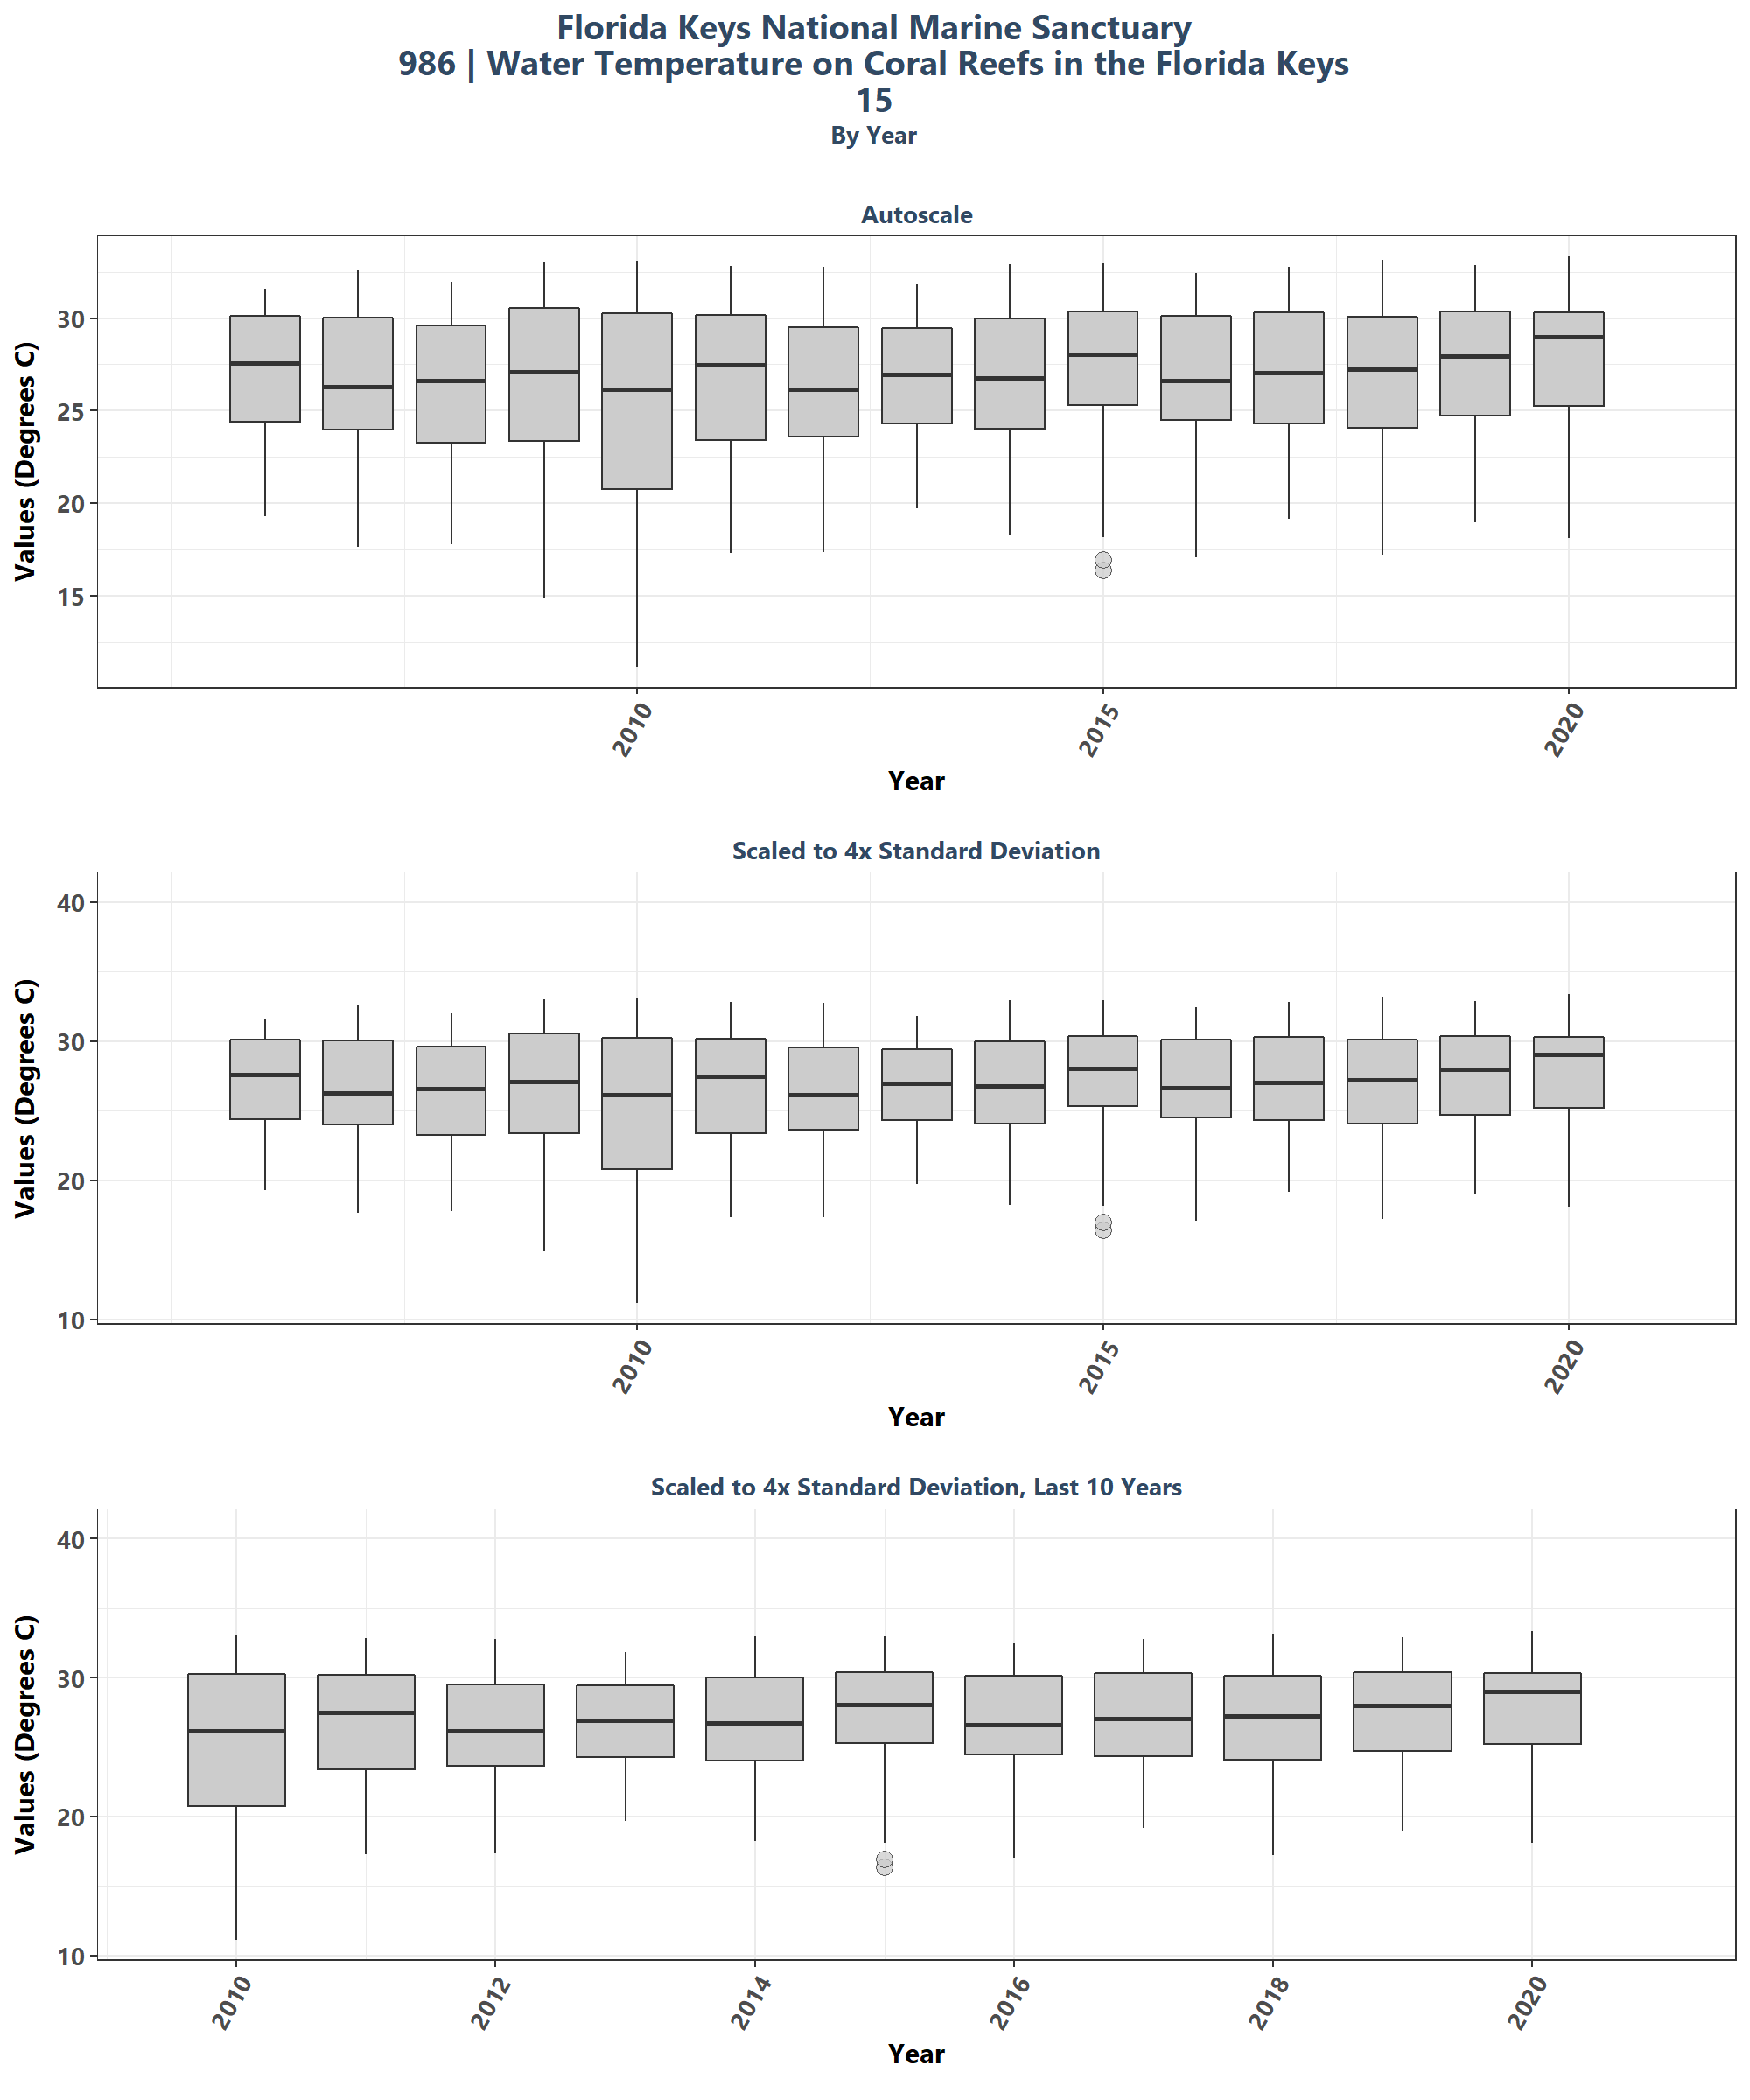 Florida Keys National Marine Sanctuary
986 | Water Temperature on Coral Reefs in the Florida Keys
15
By Year
Autoscale
Values (Degrees C)
30
25
20
15
2010
2015
2020
Year
Scaled to 4x Standard Deviation
Values (Degrees C)
40
30
20
10
2010
2015
2020
Year
Scaled to 4x Standard Deviation, Last 10 Years
Values (Degrees C)
40
30
20
10
2010
2012
2014
2016
2018
2020
Year